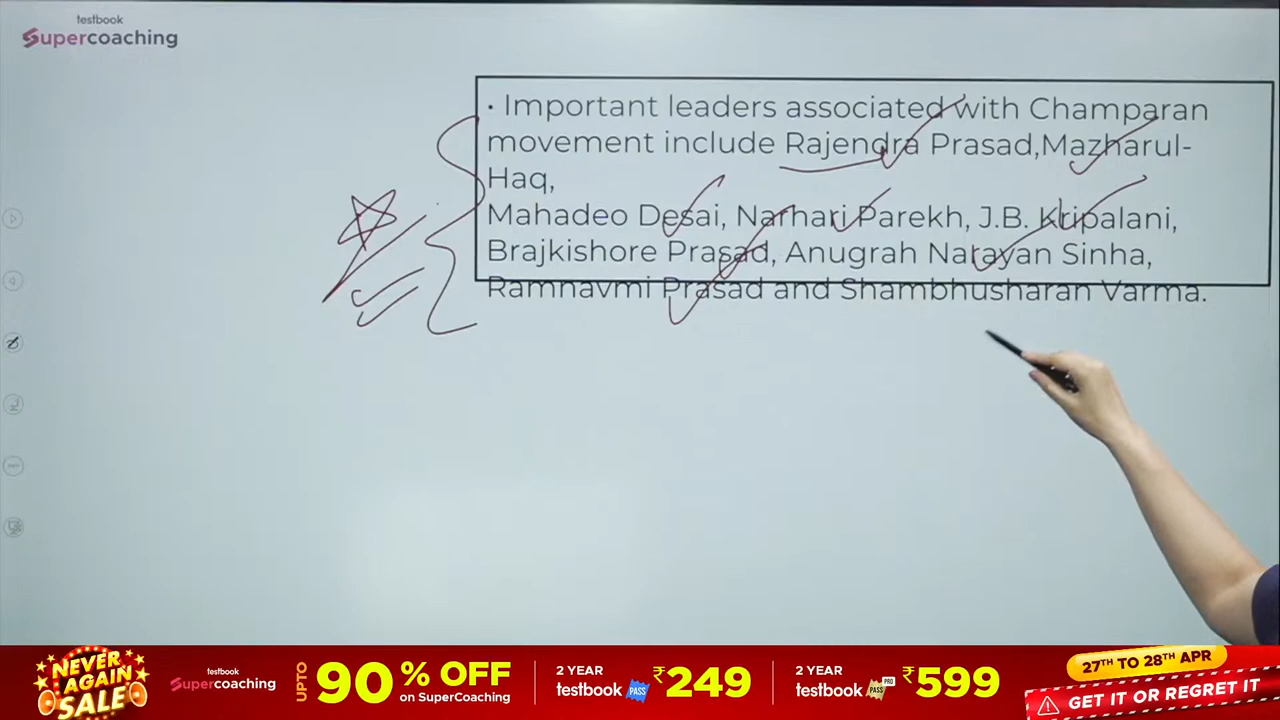 testbook
Supercoaching
• Important leaders associated with Champaran
movement include Rajendra Prasad,Mazharul-
Haq,
Mahadeo Desai, Narhari Parekh, J.B. Kripalani,
Brajkishore Prasad, Anugrah Narayan Sinha,
Ramnavmi Prasad and Shambhusharan Varma.
NEVER
AGAIN
SALE
testbook
Supercoaching
UPTO
90% OFF
on SuperCoaching
2 YEAR
testbook PASS
₹249
2 YEAR
testbook PASS PRO
₹599
27TH TO 28TH APR
GET IT OR REGRET IT